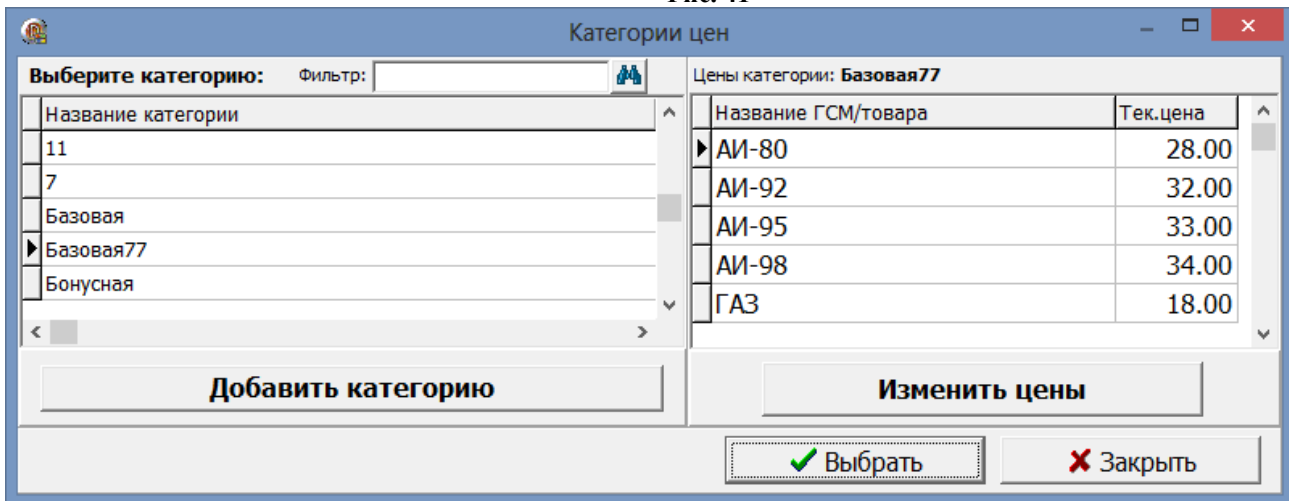 Категории цен
Выберите категорию: Фильтр:
Название категории
11
7
Базовая
Базовая77
Бонусная
Добавить категорию
Цены категории: Базовая77
Название ГСМ/товара Тек.цена
АИ-80 28.00
АИ-92 32.00
АИ-95 33.00
АИ-98 34.00
ГАЗ 18.00
Изменить цены
Выбрать Закрыть